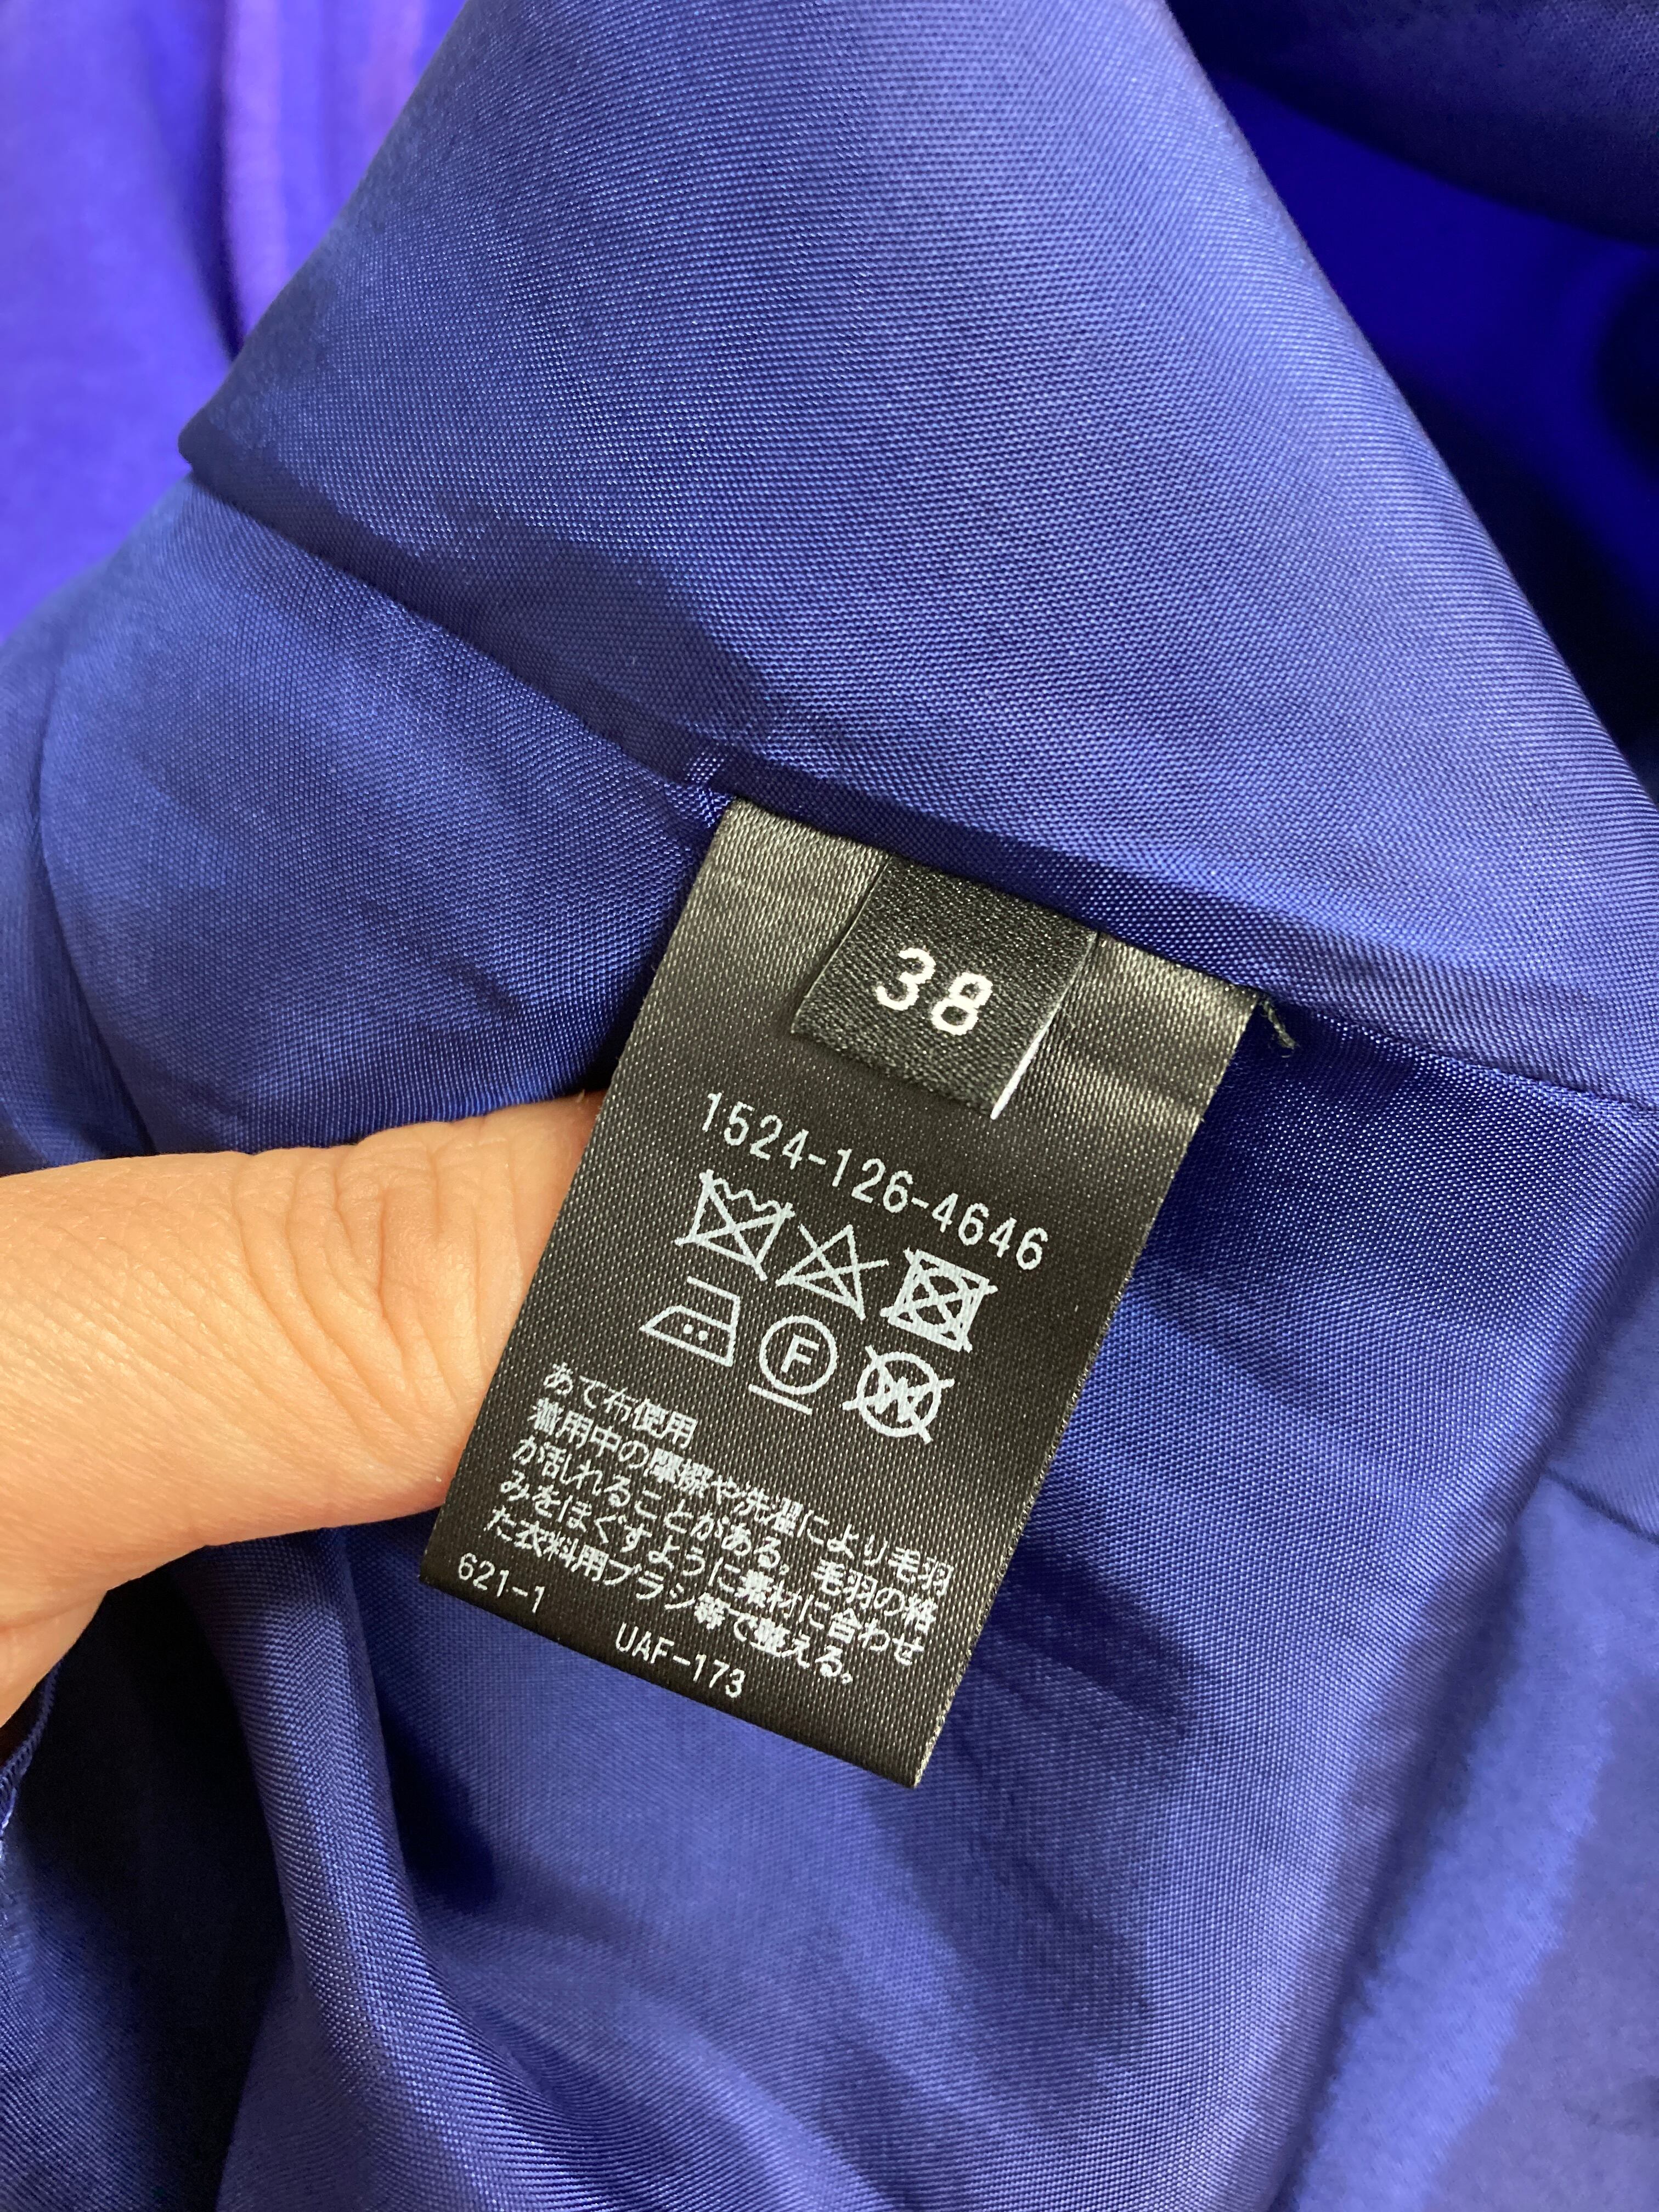 38
1524-126-4646
F
W
あて布使用
着用中の摩擦や洗濯により毛羽
が乱れることがある。毛羽の絡
みをほぐすように素材に合わせ
た衣料用ブラシ等で整える。
621-1
UAF-173